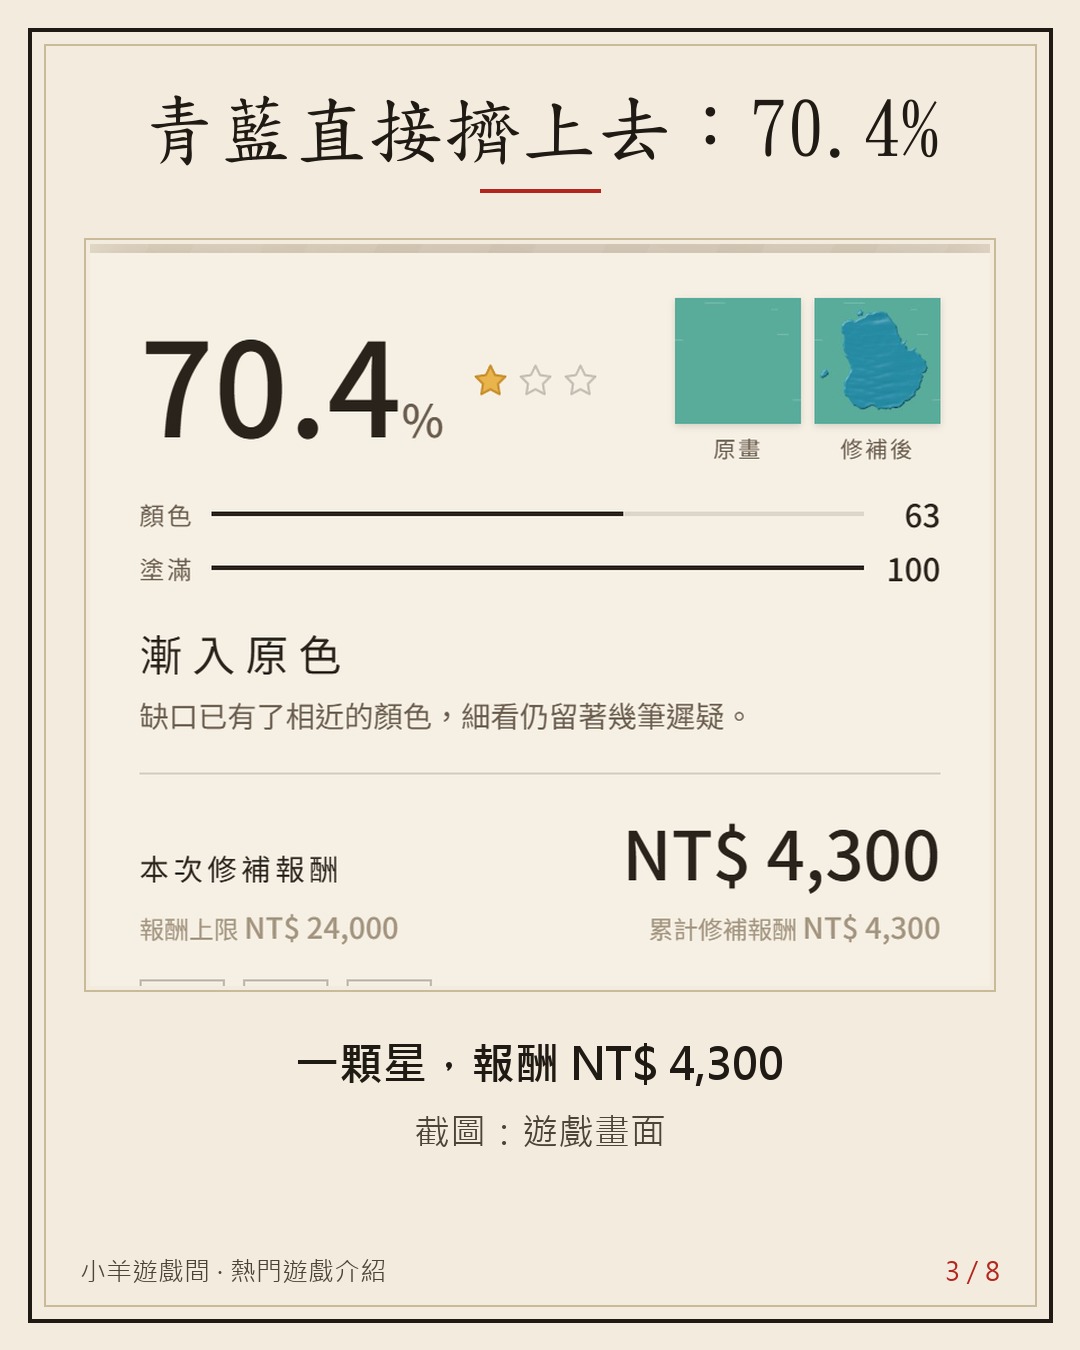 青藍直接擠上去：70.4%
70.4%
原畫
修補後
顏色 63
塗滿 100
漸入原色
缺口已有了相近的顏色，細看仍留著幾筆遲疑。
本次修補報酬 NT$ 4,300
報酬上限 NT$ 24,000 累計修補報酬 NT$ 4,300
一顆星，報酬 NT$ 4,300
截圖：遊戲畫面
小羊遊戲間 · 熱門遊戲介紹 3 / 8